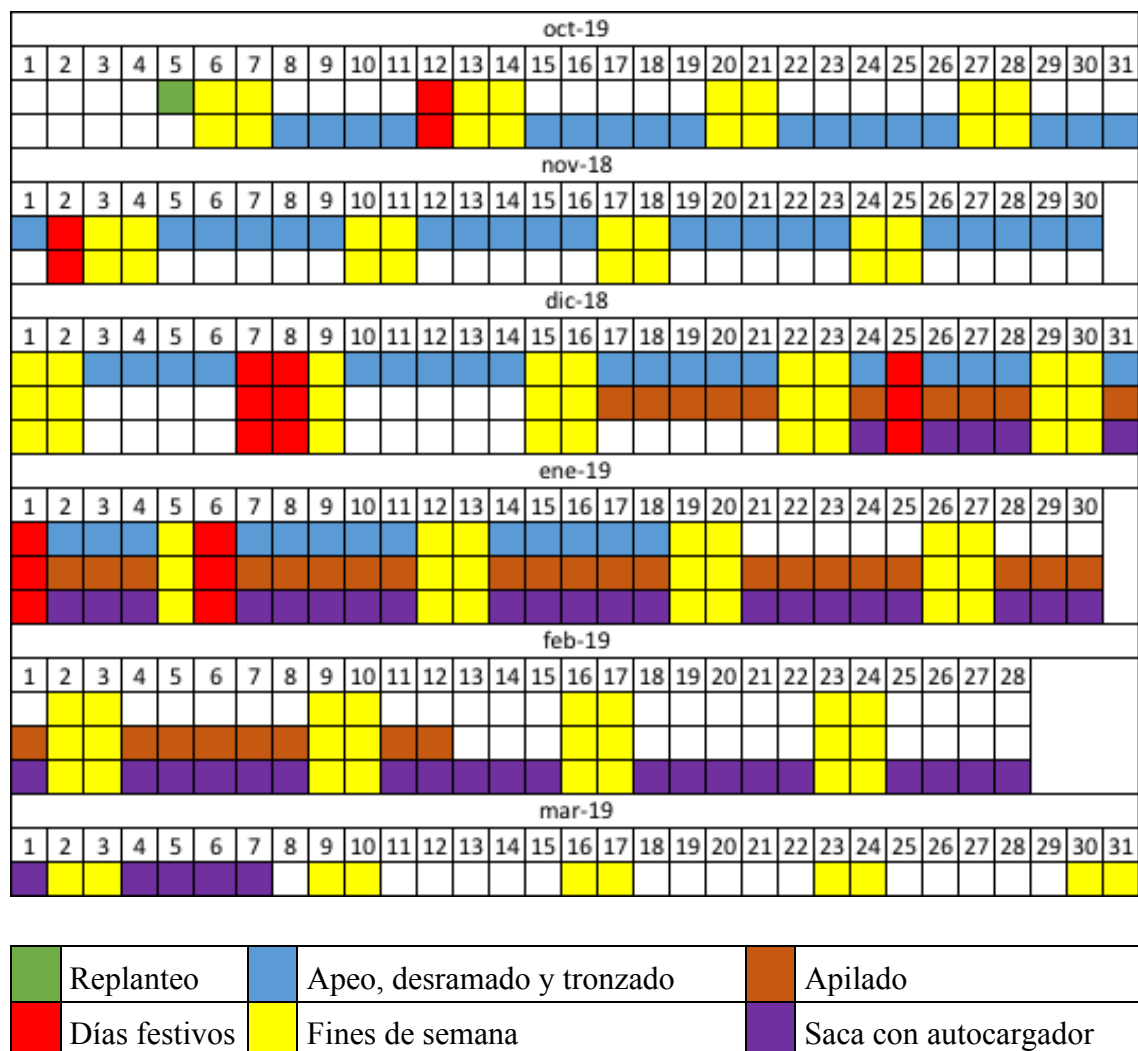 oct-19
1 2 3 4 5 6 7 8 9 10 11 12 13 14 15 16 17 18 19 20 21 22 23 24 25 26 27 28 29 30 31
nov-18
1 2 3 4 5 6 7 8 9 10 11 12 13 14 15 16 17 18 19 20 21 22 23 24 25 26 27 28 29 30
dic-18
1 2 3 4 5 6 7 8 9 10 11 12 13 14 15 16 17 18 19 20 21 22 23 24 25 26 27 28 29 30 31
ene-19
1 2 3 4 5 6 7 8 9 10 11 12 13 14 15 16 17 18 19 20 21 22 23 24 25 26 27 28 29 30
feb-19
1 2 3 4 5 6 7 8 9 10 11 12 13 14 15 16 17 18 19 20 21 22 23 24 25 26 27 28
mar-19
1 2 3 4 5 6 7 8 9 10 11 12 13 14 15 16 17 18 19 20 21 22 23 24 25 26 27 28 29 30 31
Replanteo Apeo, desramado y tronzado Apilado
Días festivos Fines de semana Saca con autocargador